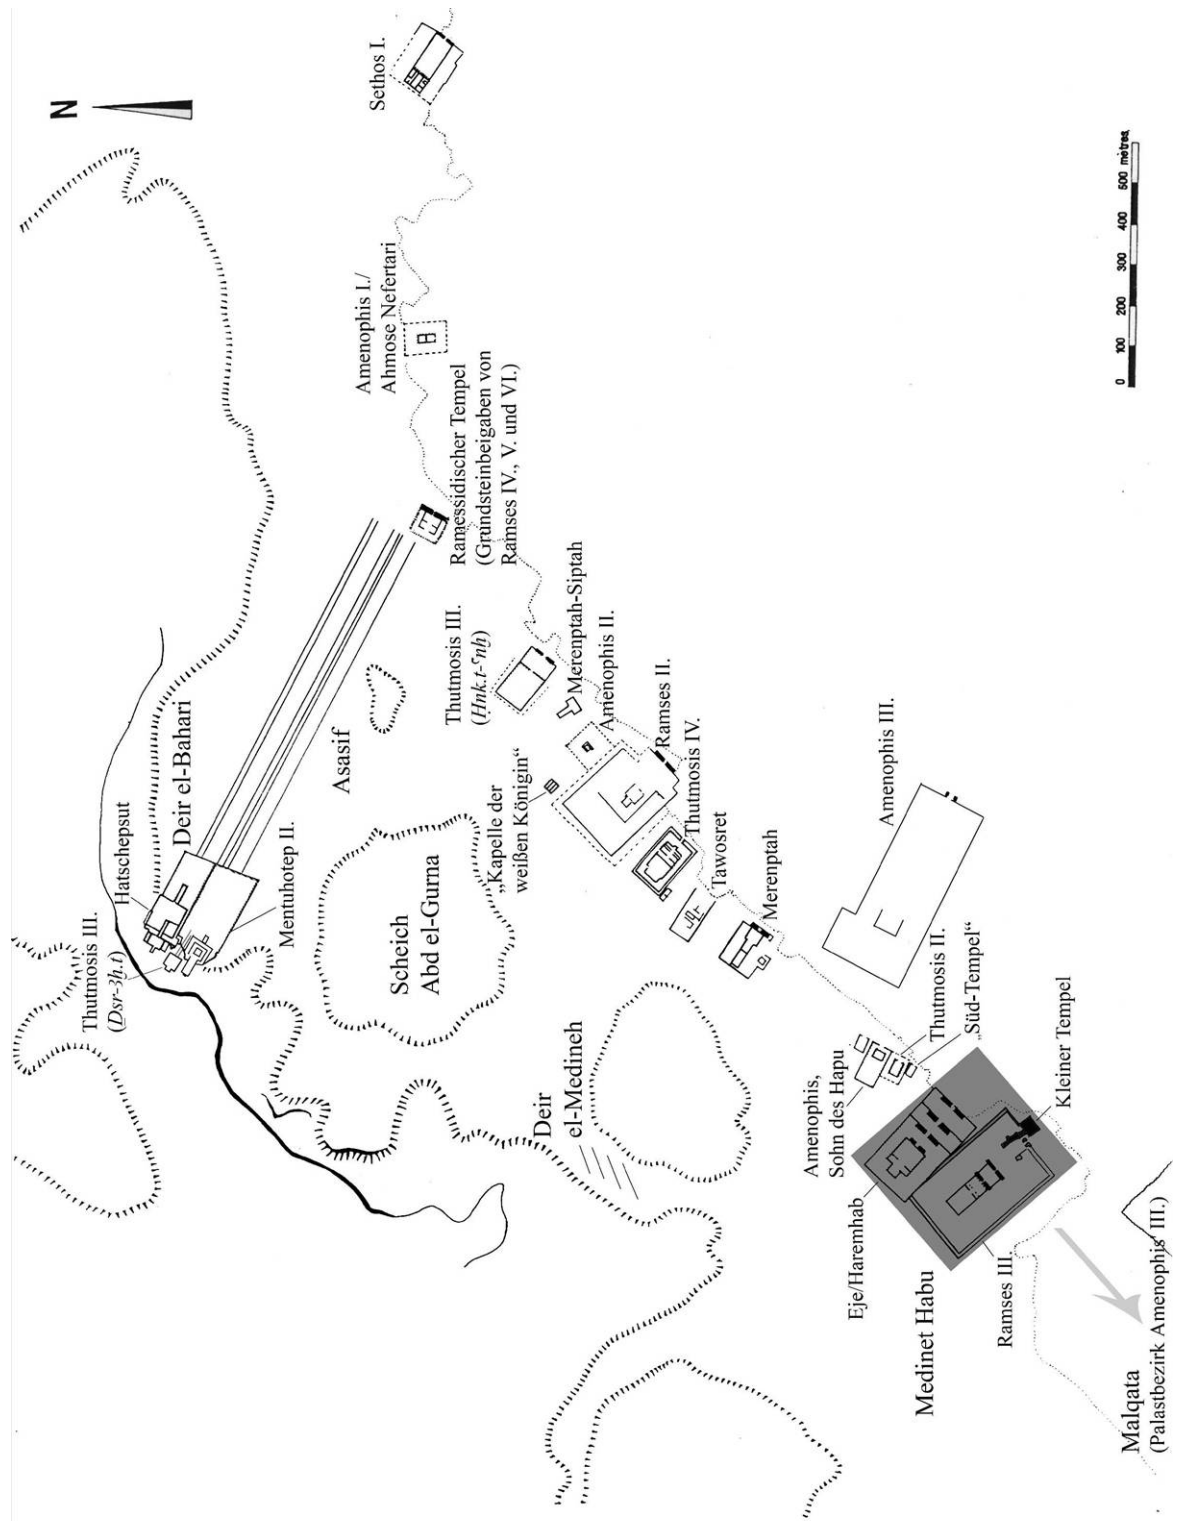 N
Sethos I.
Amenophis I./
Ahmose Nefertari
Ramessidischer Tempel
(Gründsteinbeigaben von
Ramses IV., V. und VI.)
Hatschepsut
Deir el-Bahari
Thutmosis III.
(Ḏsr-ȝḫ.t)
Mentuhotep II.
Asasif
Thutmosis III.
(Ḥnk.t-ꜥnḫ)
Merenptah-Siptah
Amenophis II.
Ramses II.
Thutmosis IV.
Tawosret
Merenptah
„Kapelle der
weißen Königin“
Scheich
Abd el-Gurna
Deir
el-Medineh
Amenophis III.
Thutmosis II.
„Süd-Tempel“
Amenophis,
Sohn des Hapu
Kleiner Tempel
Eje/Haremhab
Medinet Habu
Ramses III.
Malqata
(Palastbezirk Amenophis' III.)
0 100 200 300 400 500 mètres